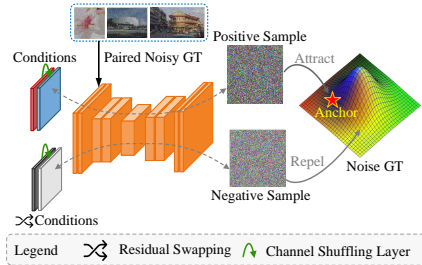 Positive Sample
Conditions
Paired Noisy GT
Attract
Anchor
Noise GT
Repel
Negative Sample
Conditions
Legend Residual Swapping Channel Shuffling Layer